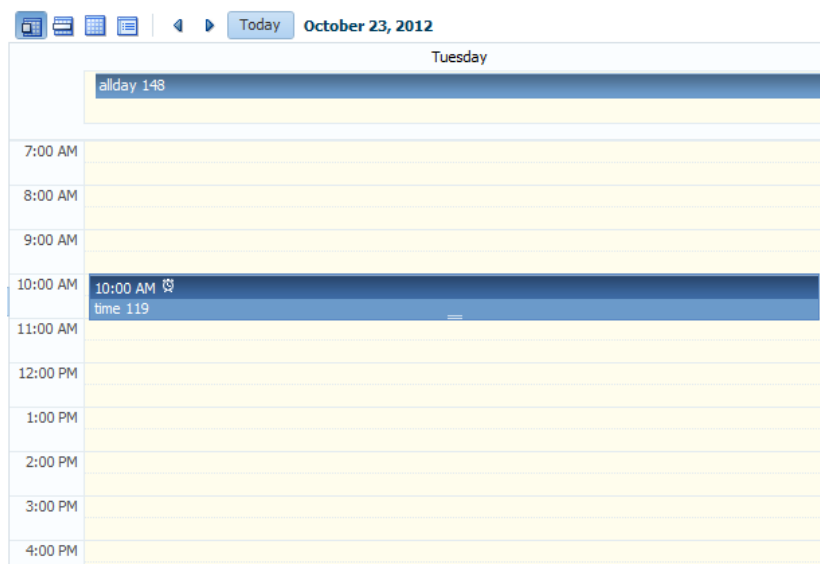 Today October 23, 2012
Tuesday
allday 148
7:00 AM
8:00 AM
9:00 AM
10:00 AM 10:00 AM
time 119
11:00 AM
12:00 PM
1:00 PM
2:00 PM
3:00 PM
4:00 PM